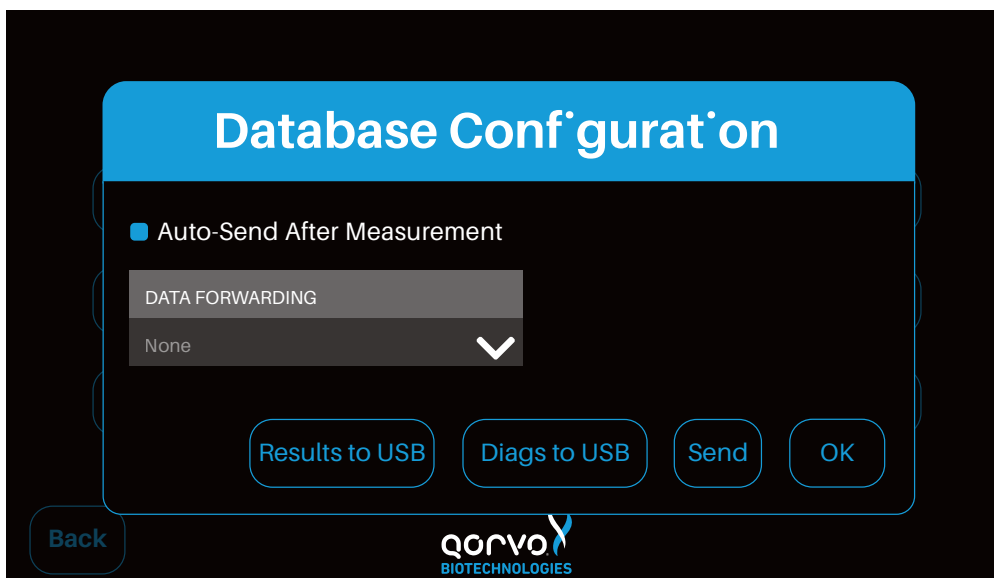 Database Conf˙gurat˙on
Auto-Send After Measurement
DATA FORWARDING
None
Results to USB
Diags to USB
Send
OK
Back
QORVO
BIOTECHNOLOGIES